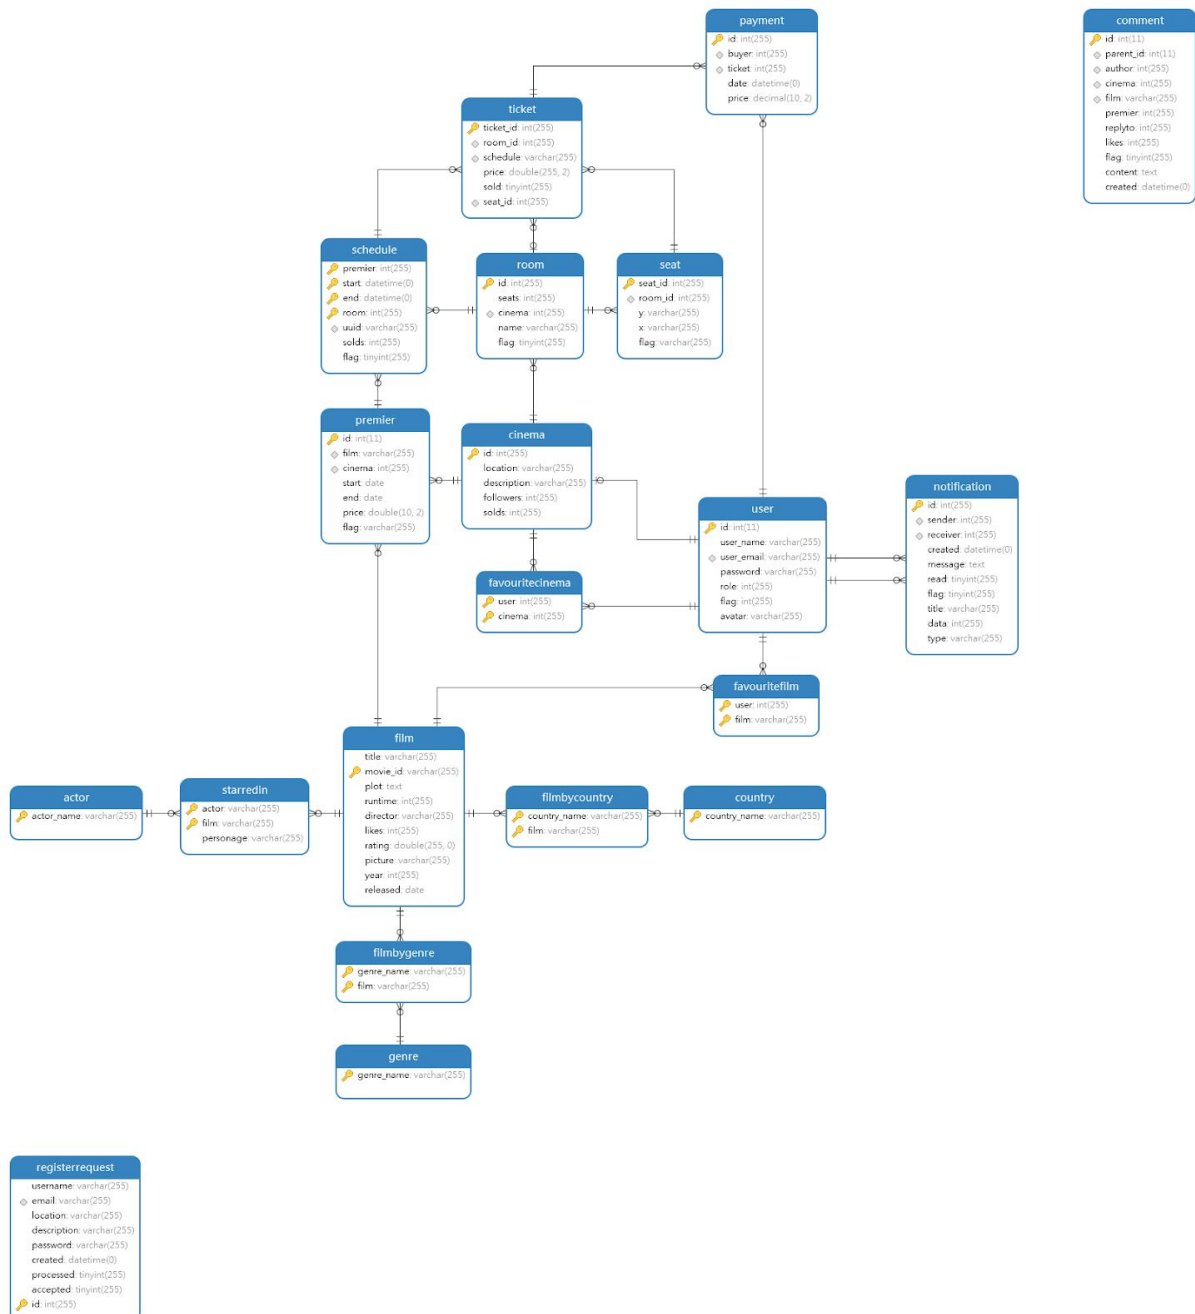 payment
id: int(255)
buyer: int(255)
ticket: int(255)
date: datetime(0)
price: decimal(10, 2)
comment
id: int(11)
parent_id: int(11)
author: int(255)
cinema: int(255)
film: varchar(255)
premier: int(255)
replyto: int(255)
likes: int(255)
flag: tinyint(255)
content: text
created: datetime(0)
ticket
ticket_id: int(255)
room_id: int(255)
schedule: varchar(255)
price: double(255, 2)
sold: tinyint(255)
seat_id: int(255)
schedule
premier: int(255)
start: datetime(0)
end: datetime(0)
room: int(255)
uuid: varchar(255)
solds: int(255)
flag: tinyint(255)
room
id: int(255)
seats: int(255)
cinema: int(255)
name: varchar(255)
flag: tinyint(255)
seat
seat_id: int(255)
room_id: int(255)
y: varchar(255)
x: varchar(255)
flag: varchar(255)
premier
id: int(11)
film: varchar(255)
cinema: int(255)
start: date
end: date
price: double(10, 2)
flag: varchar(255)
cinema
id: int(255)
location: varchar(255)
description: varchar(255)
followers: int(255)
solds: int(255)
user
id: int(11)
user_name: varchar(255)
user_email: varchar(255)
password: varchar(255)
role: int(255)
flag: int(255)
avatar: varchar(255)
notification
id: int(255)
sender: int(255)
receiver: int(255)
created: datetime(0)
message: text
read: tinyint(255)
flag: tinyint(255)
title: varchar(255)
data: int(255)
type: varchar(255)
favouritecinema
user: int(255)
cinema: int(255)
favouritefilm
user: int(255)
film: varchar(255)
film
title: varchar(255)
movie_id: varchar(255)
plot: text
runtime: int(255)
director: varchar(255)
likes: int(255)
rating: double(255, 0)
picture: varchar(255)
year: int(255)
released: date
actor
actor_name: varchar(255)
starredin
actor: varchar(255)
film: varchar(255)
personage: varchar(255)
filmbycountry
country_name: varchar(255)
film: varchar(255)
country
country_name: varchar(255)
filmbygenre
genre_name: varchar(255)
film: varchar(255)
genre
genre_name: varchar(255)
registerrequest
username: varchar(255)
email: varchar(255)
location: varchar(255)
description: varchar(255)
password: varchar(255)
created: datetime(0)
processed: tinyint(255)
accepted: tinyint(255)
id: int(255)